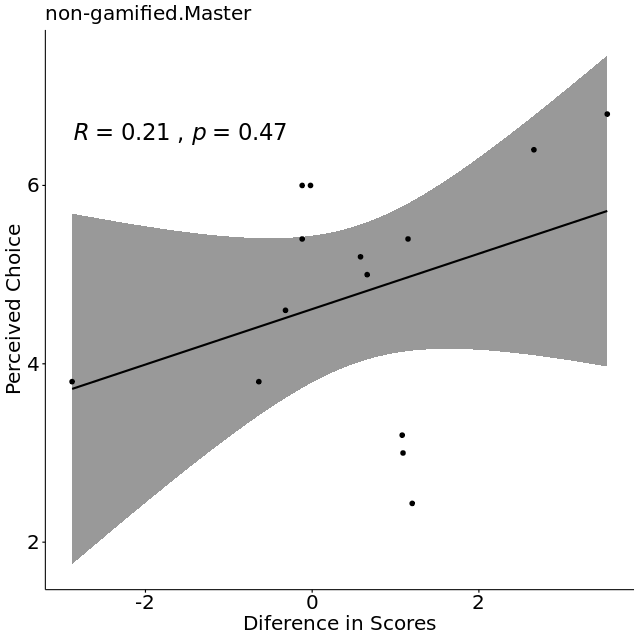 non-gamified.Master
R = 0.21 , p = 0.47
6
4
2
Perceived Choice
-2 0 2
Diference in Scores